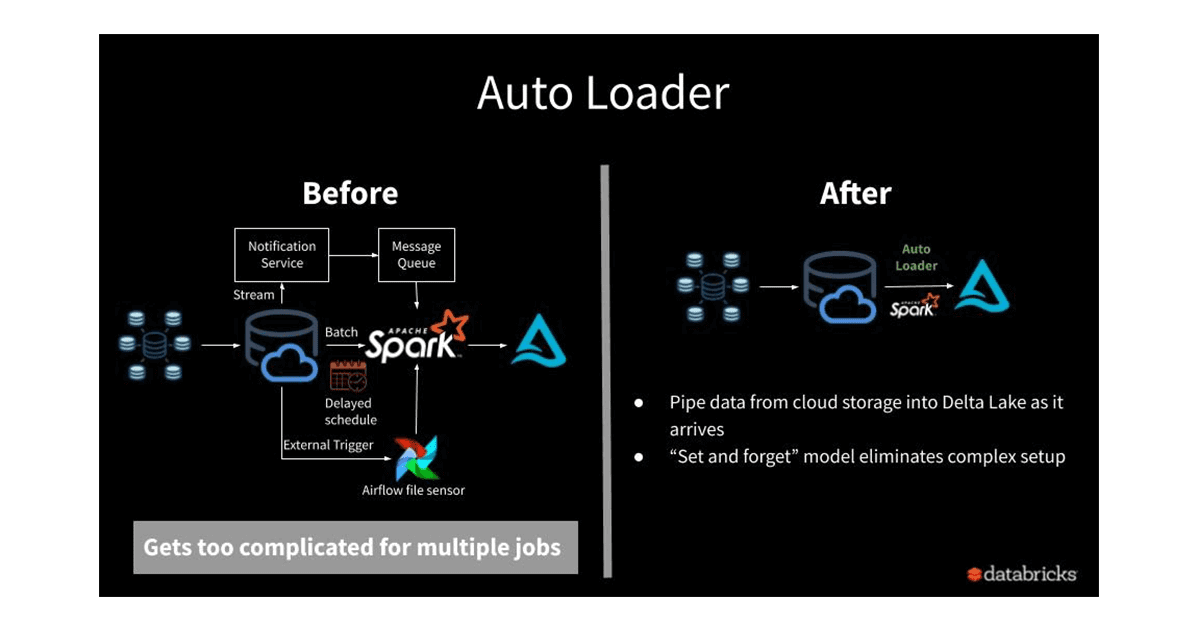 Auto Loader
Before
Notification
Service
Message
Queue
Stream
Batch
APACHE
Spark
Delayed
schedule
External Trigger
Airflow file sensor
Gets too complicated for multiple jobs
After
Auto
Loader
APACHE
Spark
● Pipe data from cloud storage into Delta Lake as it
arrives
● “Set and forget” model eliminates complex setup
databricks